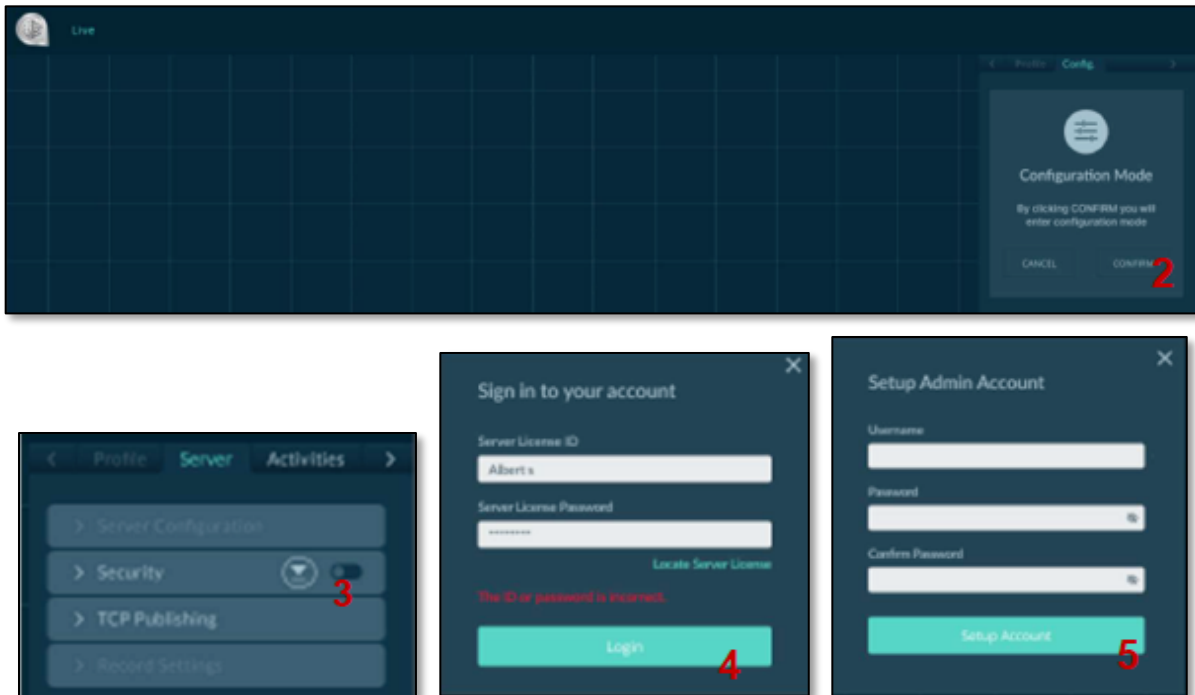 Live
< Profile Config. >
Configuration Mode
By clicking CONFIRM you will
enter configuration mode
CANCEL CONFIRM
2
< Profile Server Activities >
> Server Configuration
> Security
3
> TCP Publishing
> Record Settings
Sign in to your account
Server License ID
Albert s
Server License Password
********
Locate Server License
The ID or password is incorrect.
Login
4
Setup Admin Account
Username
Password
Confirm Password
Setup Account
5